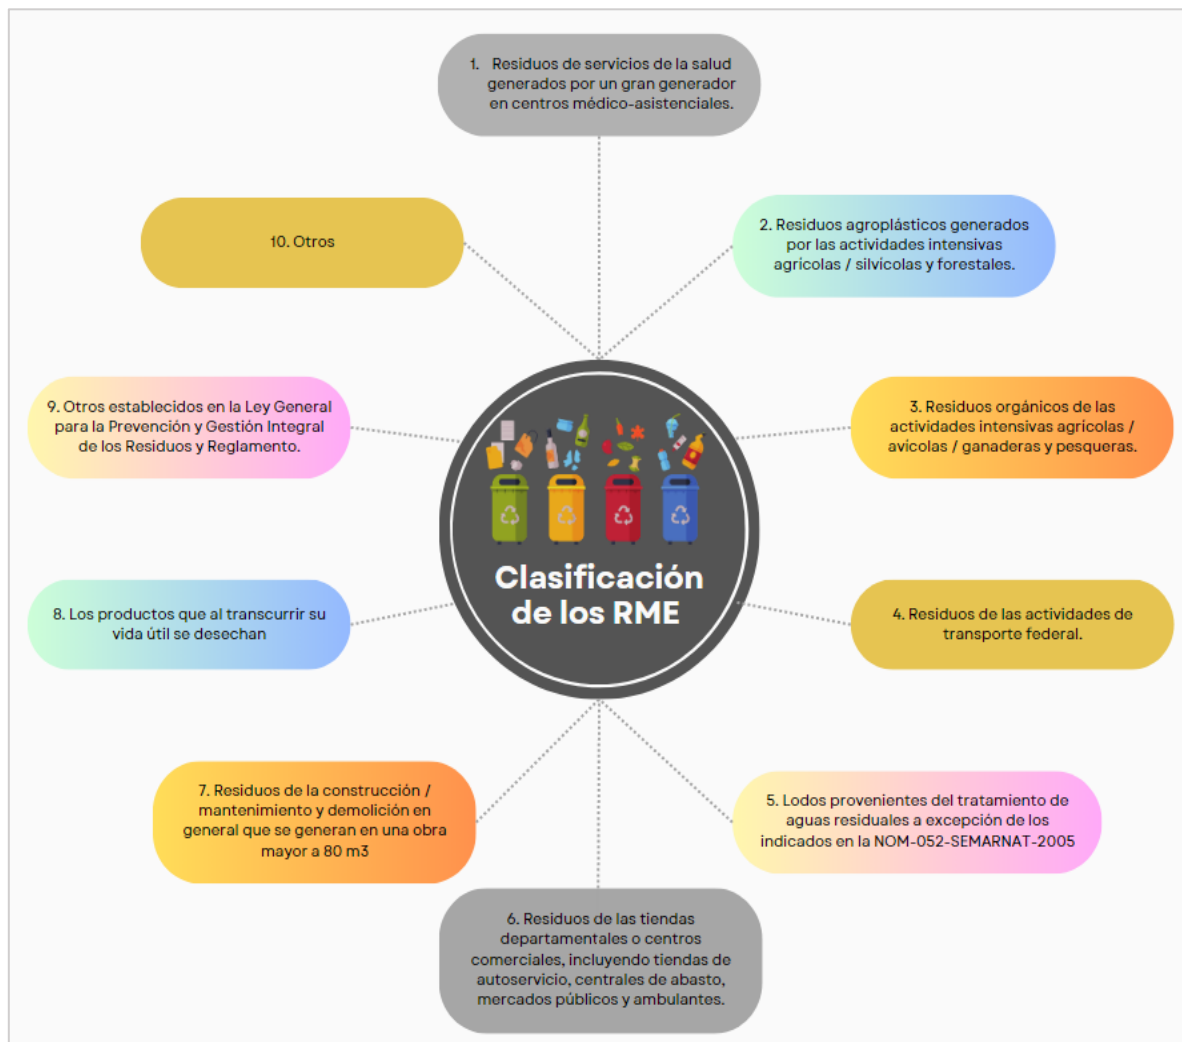 1. Residuos de servicios de la salud
generados por un gran generador
en centros médico-asistenciales.
2. Residuos agroplásticos generados
por las actividades intensivas
agrícolas / silvícolas y forestales.
3. Residuos orgánicos de las
actividades intensivas agrícolas /
avícolas / ganaderas y pesqueras.
4. Residuos de las actividades de
transporte federal.
5. Lodos provenientes del tratamiento de
aguas residuales a excepción de los
indicados en la NOM-052-SEMARNAT-2005
6. Residuos de las tiendas
departamentales o centros
comerciales, incluyendo tiendas de
autoservicio, centrales de abasto,
mercados públicos y ambulantes.
7. Residuos de la construcción /
mantenimiento y demolición en
general que se generan en una obra
mayor a 80 m3
8. Los productos que al transcurrir su
vida útil se desechan
9. Otros establecidos en la Ley General
para la Prevención y Gestión Integral
de los Residuos y Reglamento.
10. Otros
Clasificación
de los RME